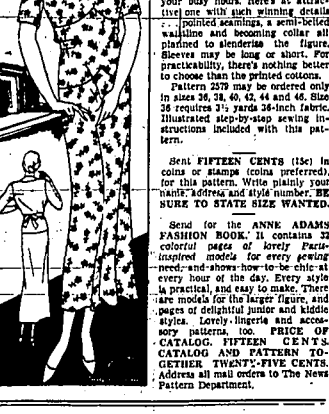 your busy hours. Here's an attrac-
tive one with such winning details
pointed seamings, a semi-belted
waistline and becoming collar all
planned to slenderize the figure.
Sleeves may be long or short. For
practicability, there's nothing better
to choose than the printed cottons.
Pattern 2579 may be ordered only
in sizes 36, 38, 40, 42, 44 and 46. Size
36 requires 3½ yards 36-inch fabric.
Illustrated step-by-step sewing in-
structions included with this pat-
tern.
Sent FIFTEEN CENTS (15c) in
coins or stamps (coins preferred),
for this pattern. Write plainly your
name, address and style number. BE
SURE TO STATE SIZE WANTED.
Send for the ANNE ADAMS
FASHION BOOK. It contains 32
colorful pages of lovely Paris-
inspired models for every sewing
need, and shows how to be chic at
every hour of the day. Every style
is practical, and easy to make. There
are models for the larger figure, and
pages of delightful junior and kiddie
styles. Lovely lingerie and acces-
sory patterns, too. PRICE OF
CATALOG, FIFTEEN CENTS.
CATALOG AND PATTERN TO-
GETHER TWENTY-FIVE CENTS.
Address all mail orders to The News
Pattern Department,